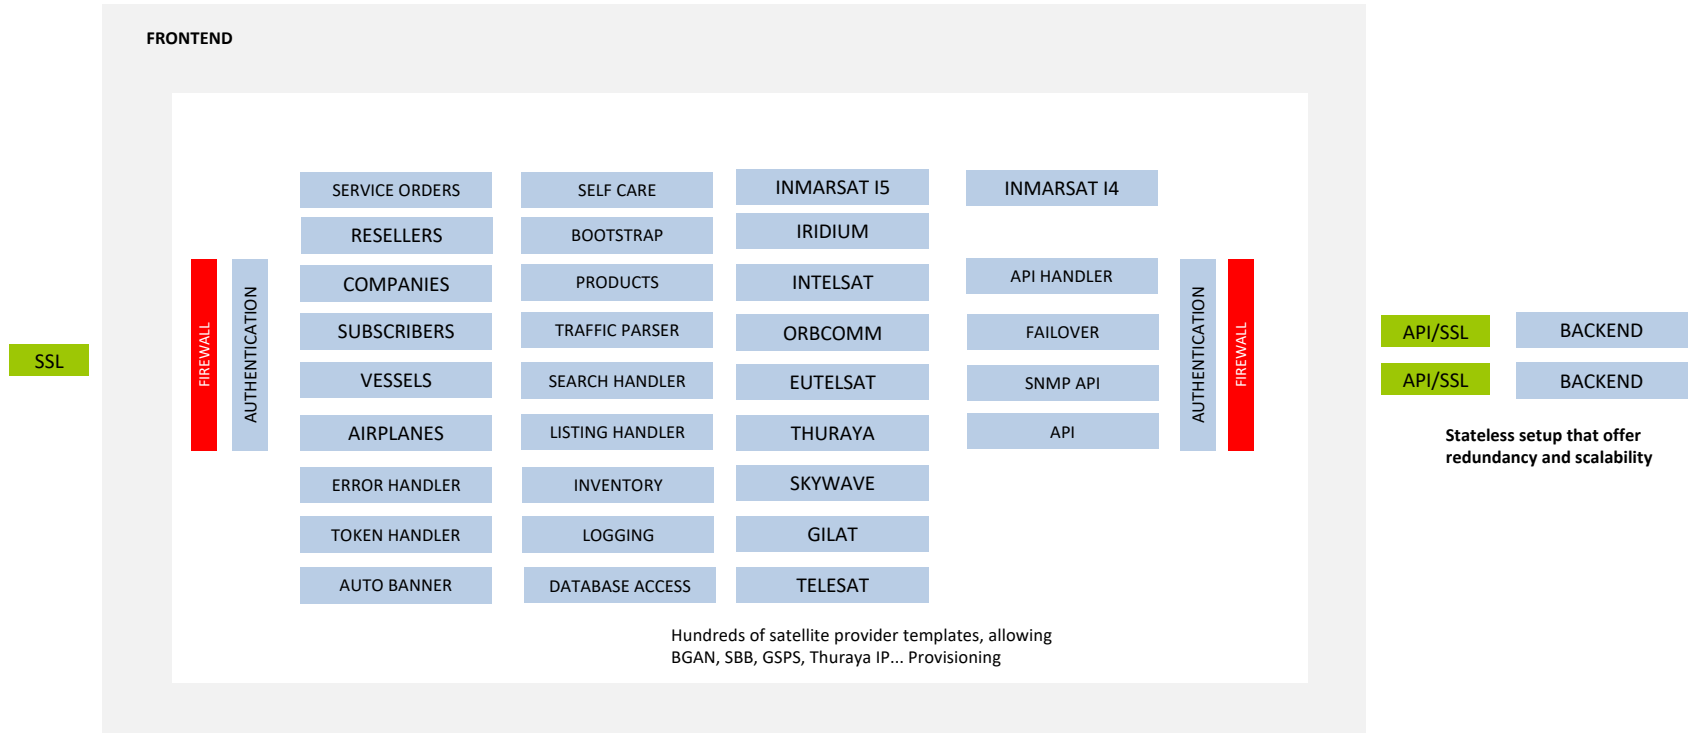 FRONTEND
SSL
FIREWALL
AUTHENTICATION
SERVICE ORDERS
RESELLERS
COMPANIES
SUBSCRIBERS
VESSELS
AIRPLANES
ERROR HANDLER
TOKEN HANDLER
AUTO BANNER
SELF CARE
BOOTSTRAP
PRODUCTS
TRAFFIC PARSER
SEARCH HANDLER
LISTING HANDLER
INVENTORY
LOGGING
DATABASE ACCESS
INMARSAT I5
IRIDIUM
INTELSAT
ORBCOMM
EUTELSAT
THURAYA
SKYWAVE
GILAT
TELESAT
INMARSAT I4
API HANDLER
FAILOVER
SNMP API
API
Hundreds of satellite provider templates, allowing
BGAN, SBB, GSPS, Thuraya IP... Provisioning
AUTHENTICATION
FIREWALL
API/SSL
BACKEND
API/SSL
BACKEND
Stateless setup that offer
redundancy and scalability